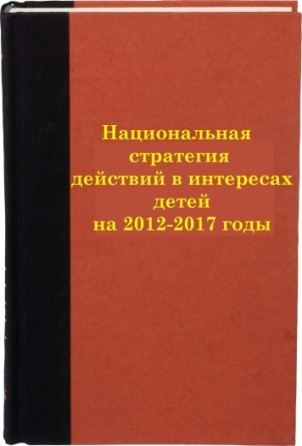 Национальная
стратегия
действий в интересах
детей
на 2012-2017 годы